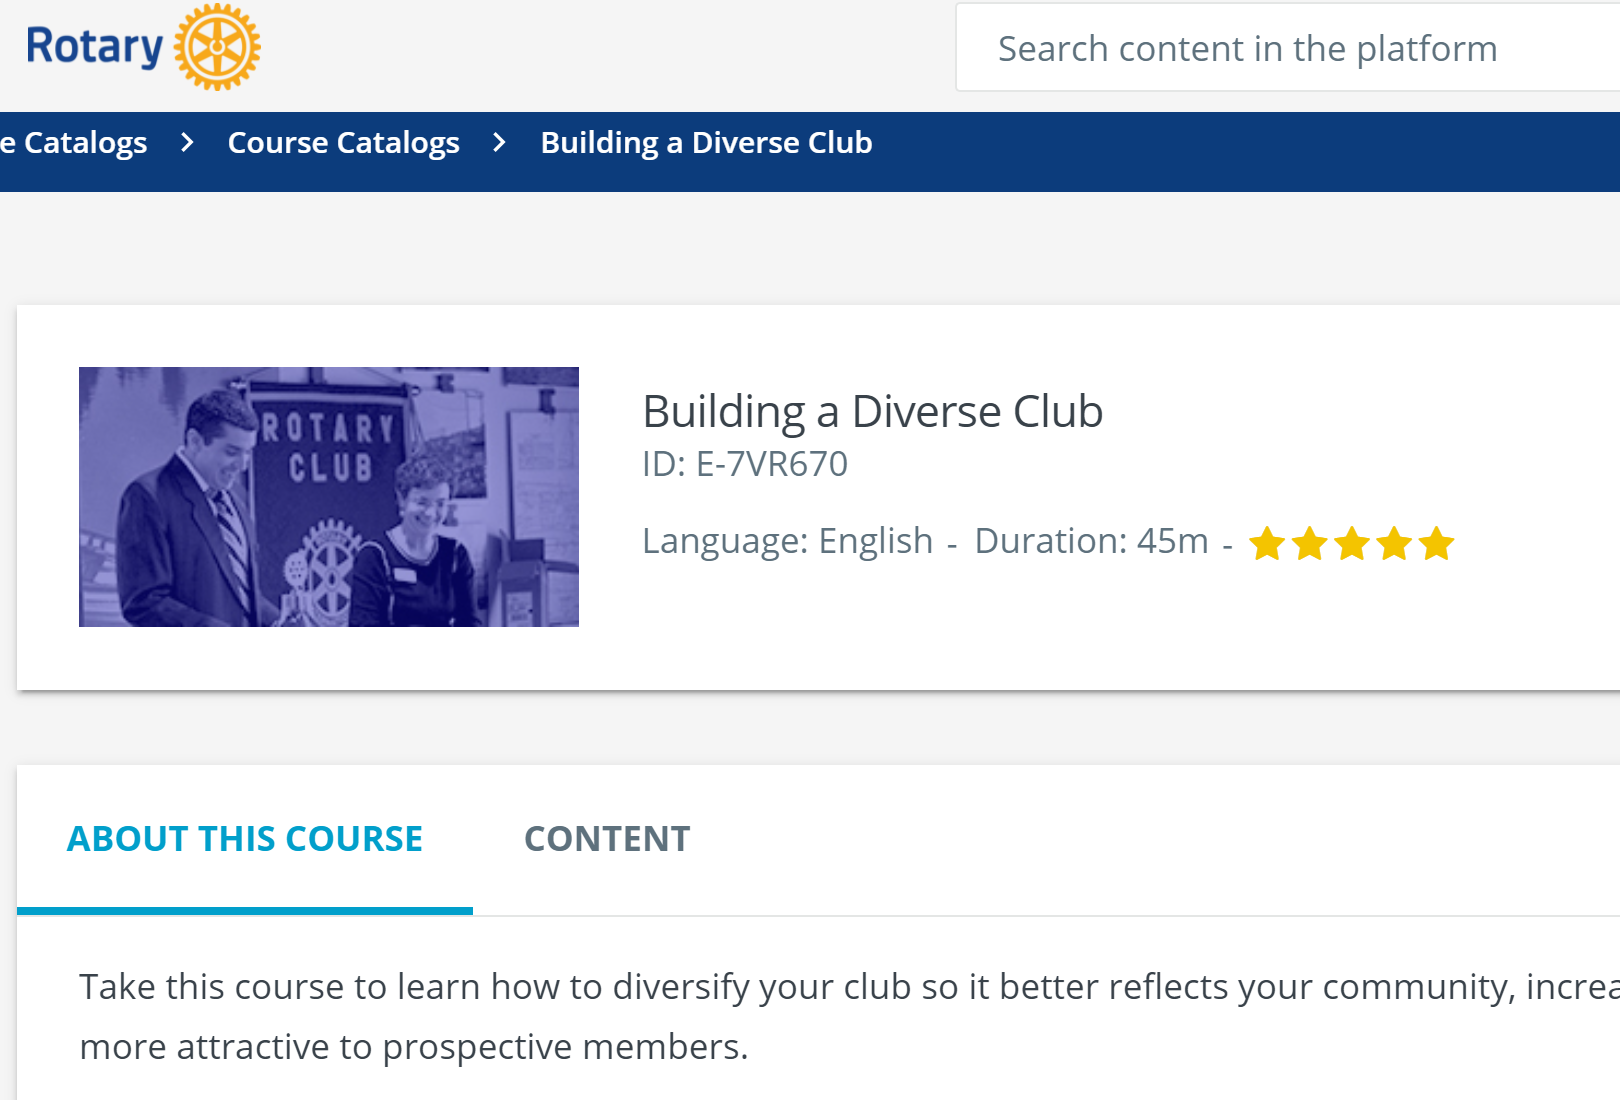 Rotary
Search content in the platform
e Catalogs > Course Catalogs > Building a Diverse Club
ROTARY
CLUB
Building a Diverse Club
ID: E-7VR670
Language: English - Duration: 45m -
ABOUT THIS COURSE
CONTENT
Take this course to learn how to diversify your club so it better reflects your community, increa
more attractive to prospective members.